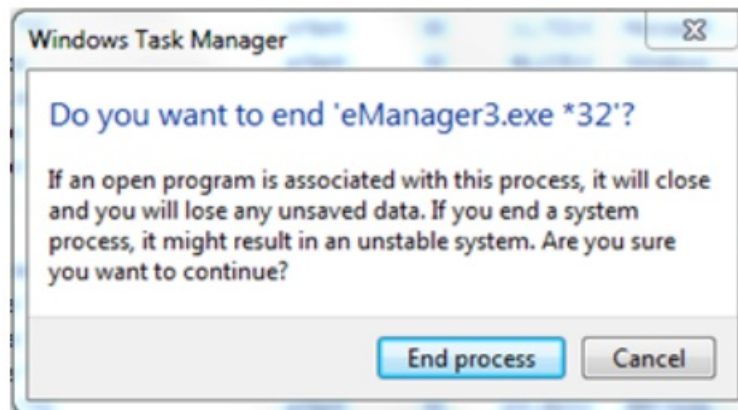 Windows Task Manager
Do you want to end 'eManager3.exe *32'?
If an open program is associated with this process, it will close
and you will lose any unsaved data. If you end a system
process, it might result in an unstable system. Are you sure
you want to continue?
End process
Cancel